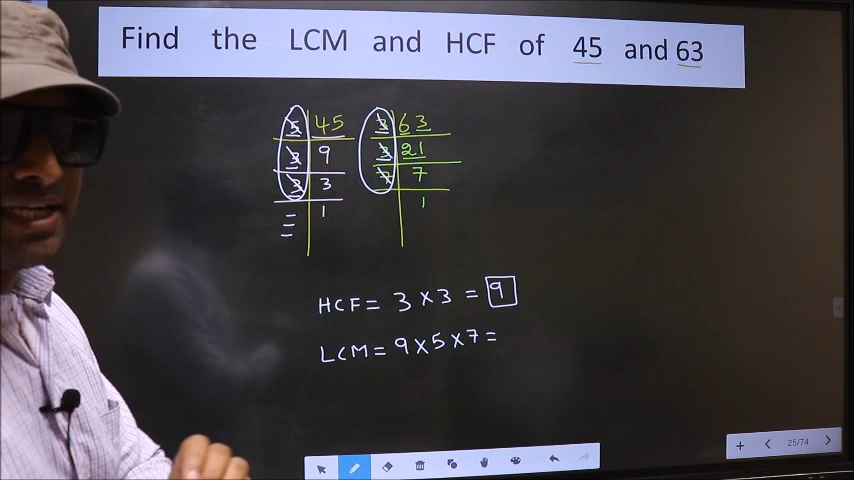 Find the LCM and HCF of 45 and 63
5 45 3 63
3 9 3 21
3 3 7 7
1 1
HCF = 3 × 3 = 9
LCM = 9 × 5 × 7 =
25/74